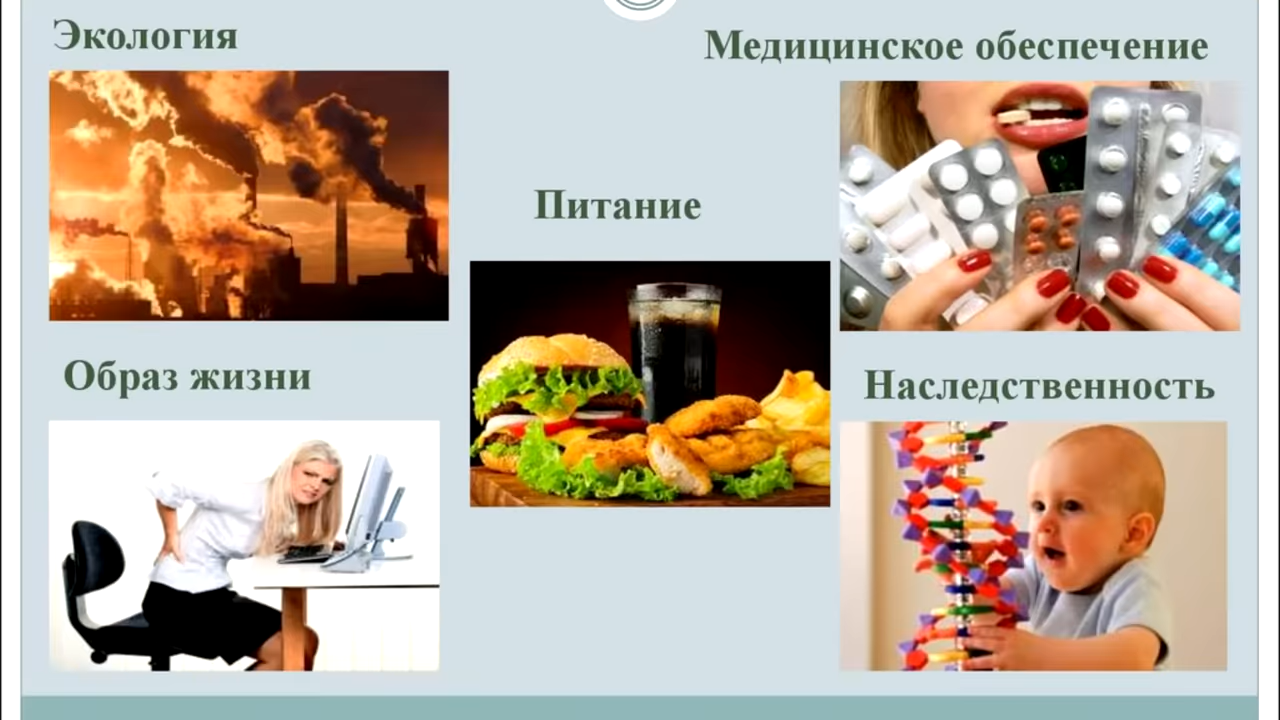 Экология
Медицинское обеспечение
Питание
Образ жизни
Наследственность